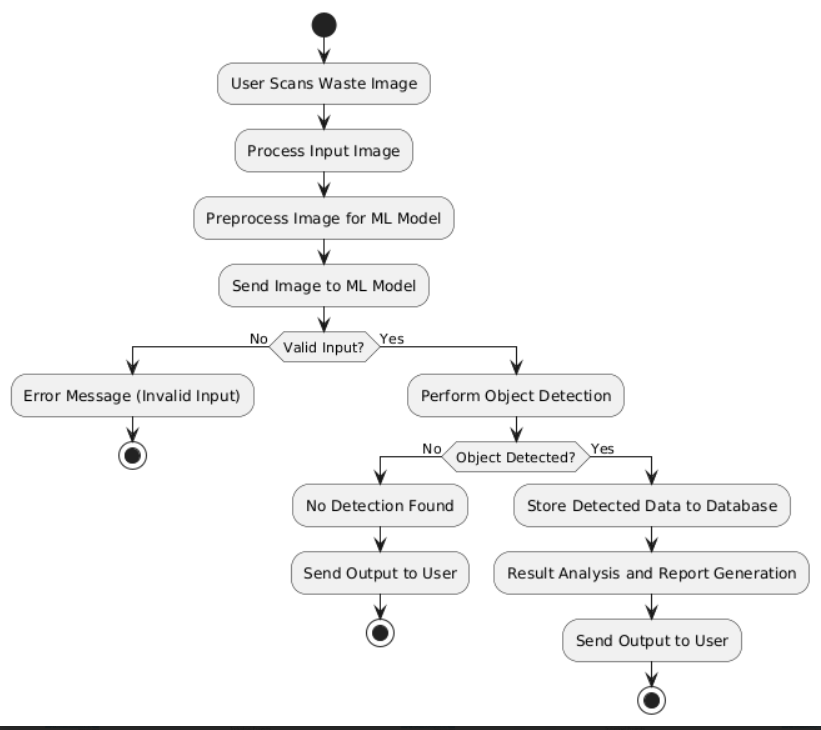 User Scans Waste Image
Process Input Image
Preprocess Image for ML Model
Send Image to ML Model
No
Valid Input?
Yes
Error Message (Invalid Input)
Perform Object Detection
No
Object Detected?
Yes
No Detection Found
Store Detected Data to Database
Send Output to User
Result Analysis and Report Generation
Send Output to User